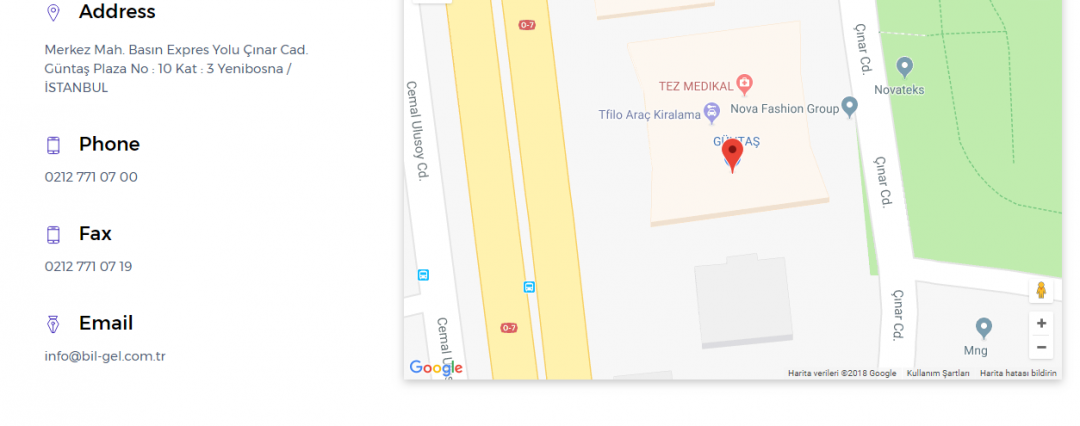 Address
Merkez Mah. Basın Expres Yolu Çınar Cad.
Güntaş Plaza No : 10 Kat : 3 Yenibosna /
İSTANBUL
Phone
0212 771 07 00
Fax
0212 771 07 19
Email
info@bil-gel.com.tr
O-7
Çınar Cd.
Cemal Ulusoy Cd.
TEZ MEDIKAL
Novateks
Tfilo Araç Kiralama
Nova Fashion Group
Çınar Cd.
Çınar Cd.
O-7
Cemal
Mng
Google
Harita verileri ©2018 Google
Kullanım Şartları
Harita hatası bildirin